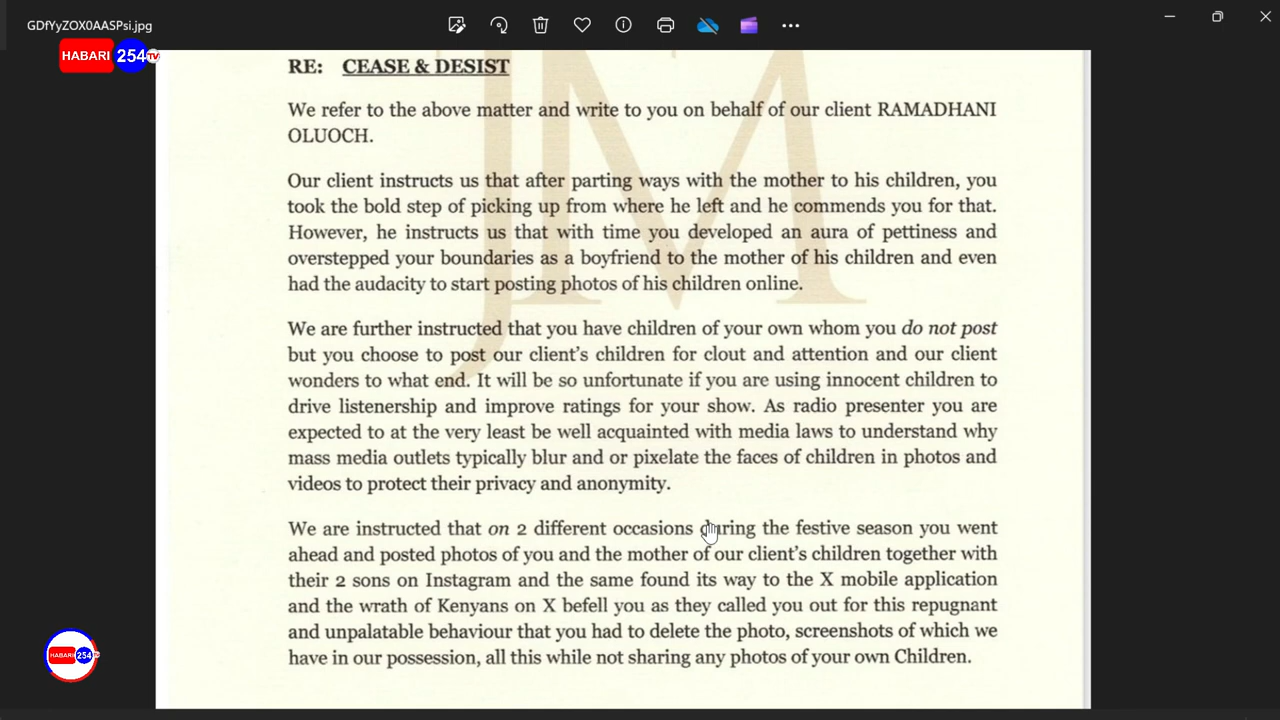 GDfYyZOX0AASPsi.jpg
HABARI 254 TV
RE: CEASE & DESIST
We refer to the above matter and write to you on behalf of our client RAMADHANI
OLUOCH.
Our client instructs us that after parting ways with the mother to his children, you
took the bold step of picking up from where he left and he commends you for that.
However, he instructs us that with time you developed an aura of pettiness and
overstepped your boundaries as a boyfriend to the mother of his children and even
had the audacity to start posting photos of his children online.
We are further instructed that you have children of your own whom you do not post
but you choose to post our client’s children for clout and attention and our client
wonders to what end. It will be so unfortunate if you are using innocent children to
drive listenership and improve ratings for your show. As radio presenter you are
expected to at the very least be well acquainted with media laws to understand why
mass media outlets typically blur and or pixelate the faces of children in photos and
videos to protect their privacy and anonymity.
We are instructed that on 2 different occasions during the festive season you went
ahead and posted photos of you and the mother of our client’s children together with
their 2 sons on Instagram and the same found its way to the X mobile application
and the wrath of Kenyans on X befell you as they called you out for this repugnant
and unpalatable behaviour that you had to delete the photo, screenshots of which we
have in our possession, all this while not sharing any photos of your own Children.
JM
HABARI 254 TV